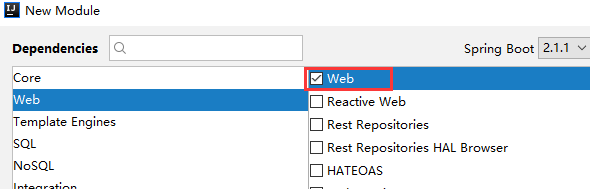 New Module
Dependencies
Spring Boot 2.1.1
Core
Web
Template Engines
SQL
NoSQL
Integration
Web
Reactive Web
Rest Repositories
Rest Repositories HAL Browser
HATEOAS